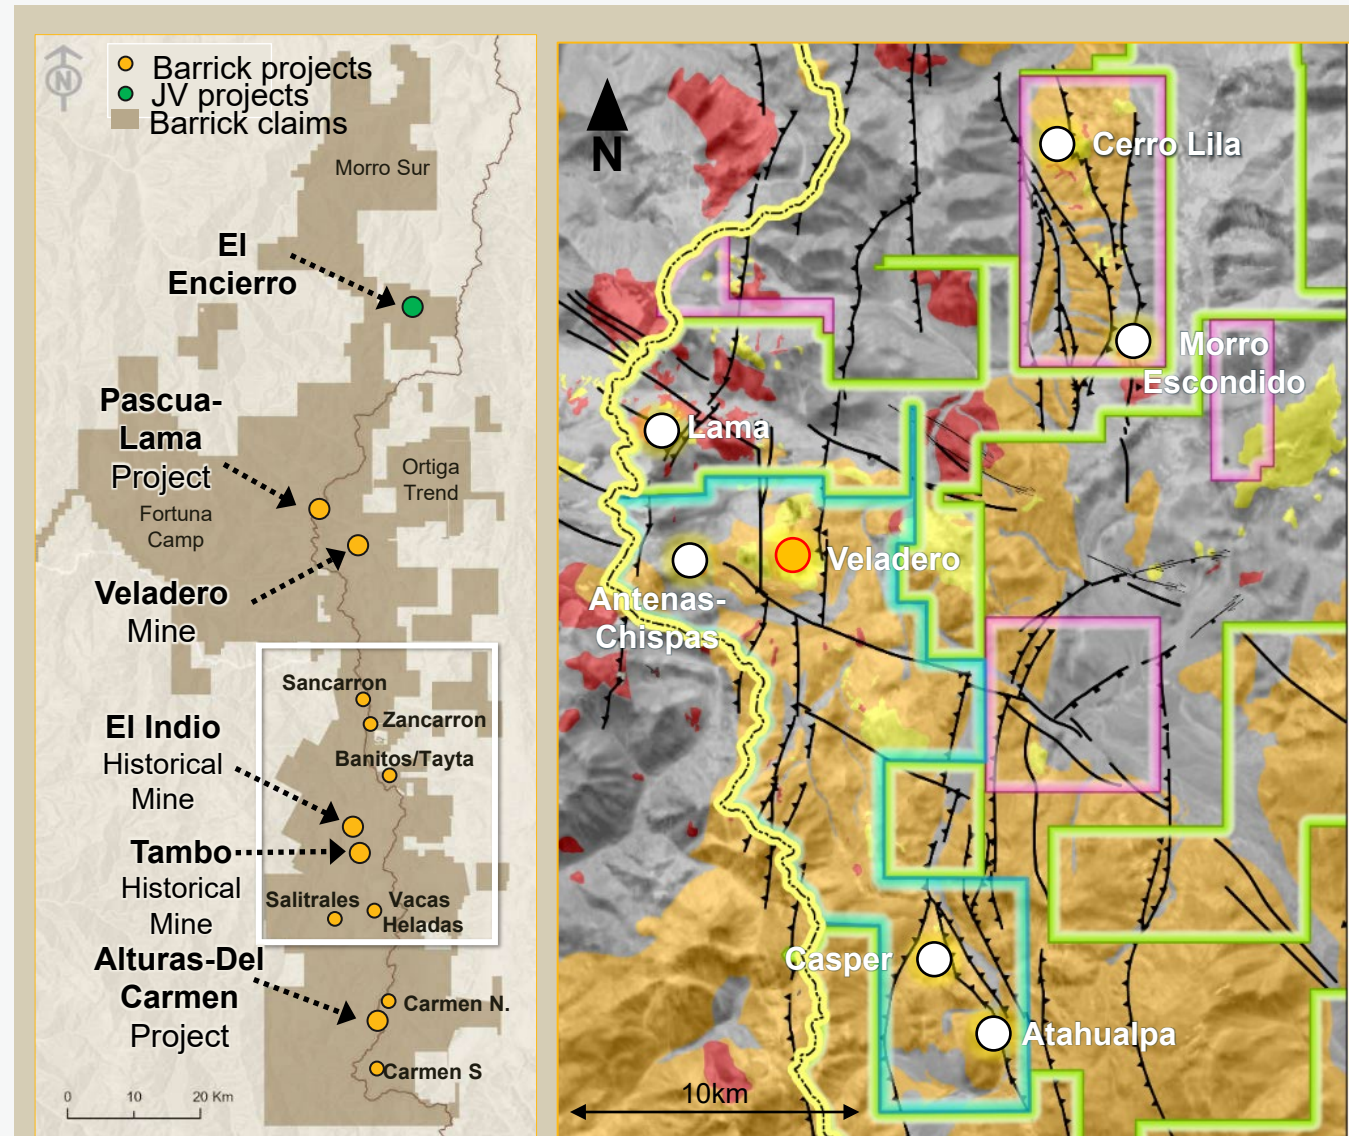 N
Barrick projects
JV projects
Barrick claims
Morro Sur
El
Encierro
Pascua-
Lama
Project
Ortiga
Trend
Fortuna
Camp
Veladero
Mine
Sancarron
Zancarron
El Indio
Historical
Mine
Banitos/Tayta
Tambo
Historical
Mine
Salitrales
Vacas
Heladas
Alturas-Del
Carmen
Project
Carmen N.
Carmen S
0 10 20 Km
N
Cerro Lila
Morro
Escondido
Lama
Veladero
Antenas-
Chispas
Casper
Atahualpa
10km